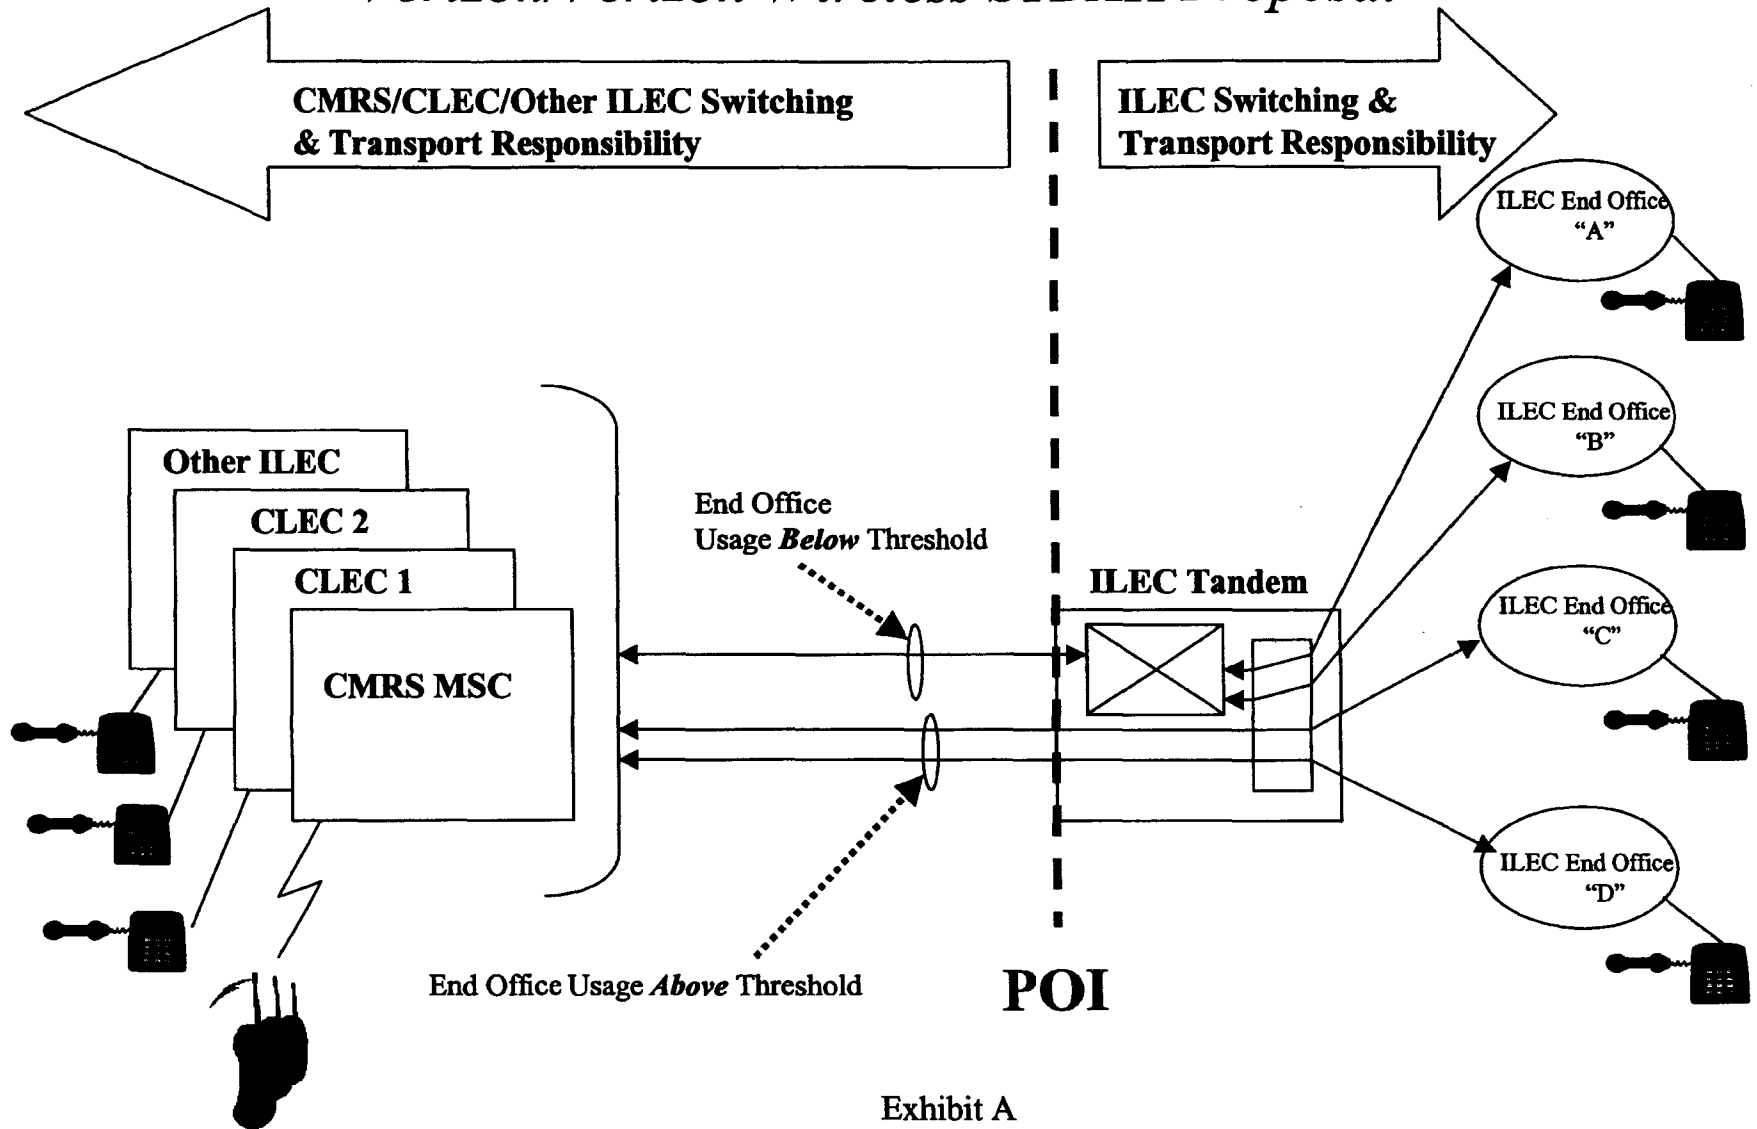 CMRS/CLEC/Other ILEC Switching
& Transport Responsibility
ILEC Switching &
Transport Responsibility
ILEC End Office
“A”
ILEC End Office
“B”
Other ILEC
CLEC 2
CLEC 1
CMRS MSC
End Office
Usage Below Threshold
ILEC Tandem
ILEC End Office
“C”
ILEC End Office
“D”
End Office Usage Above Threshold
POI
Exhibit A